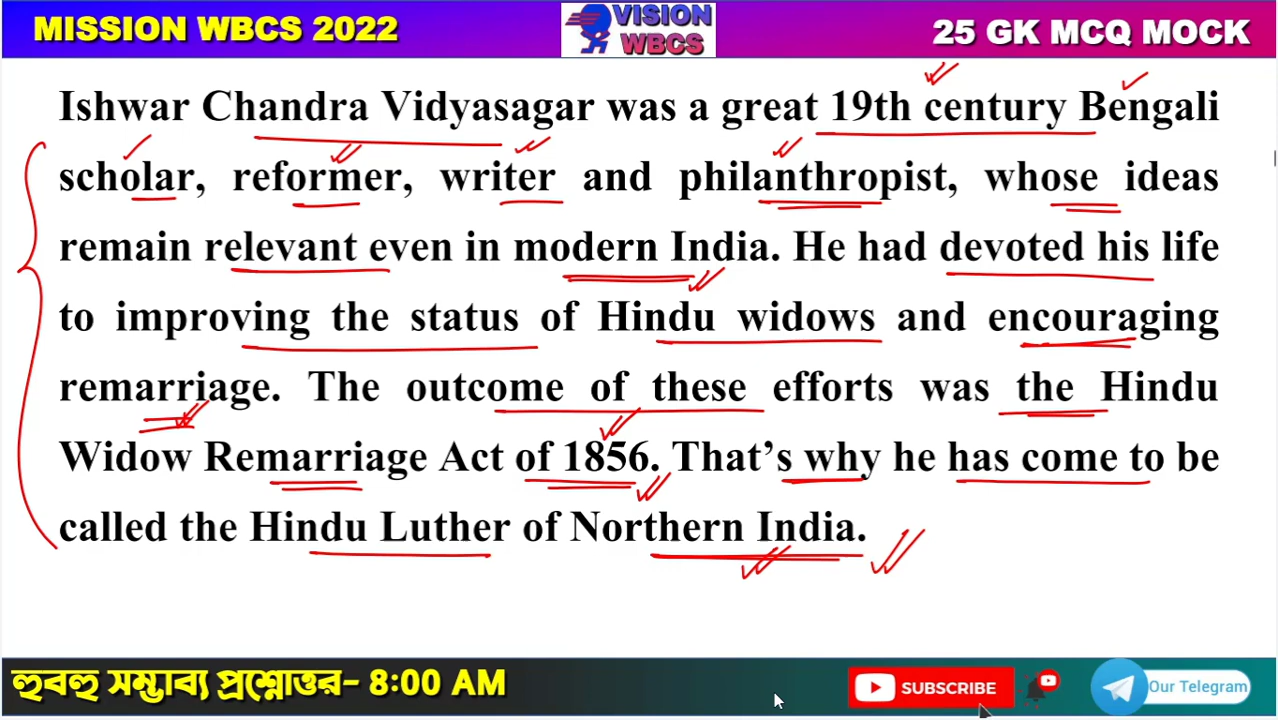 MISSION WBCS 2022
VISION
WBCS
25 GK MCQ MOCK
Ishwar Chandra Vidyasagar was a great 19th century Bengali
scholar, reformer, writer and philanthropist, whose ideas
remain relevant even in modern India. He had devoted his life
to improving the status of Hindu widows and encouraging
remarriage. The outcome of these efforts was the Hindu
Widow Remarriage Act of 1856. That’s why he has come to be
called the Hindu Luther of Northern India.
হুবহু সম্ভাব্য প্রশ্নোত্তর- 8:00 AM
SUBSCRIBE
Our Telegram